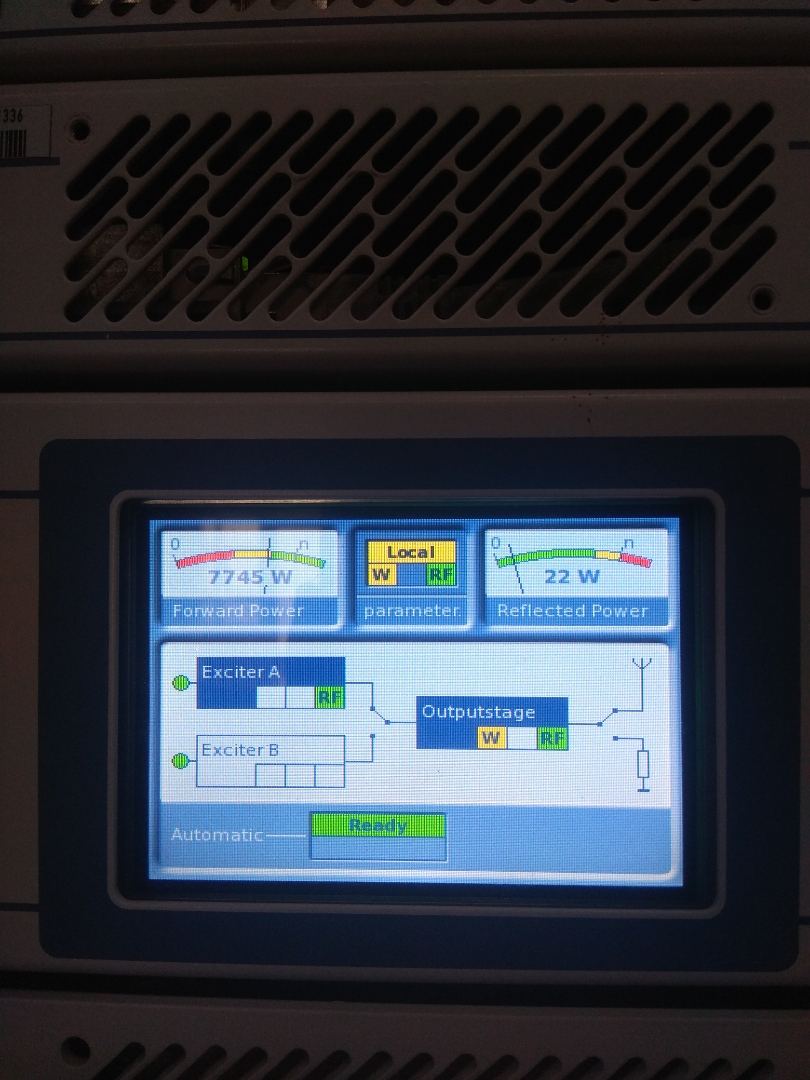 336
0 n
7745 W
Forward Power
Local
W RF
parameter.
0 n
22 W
Reflected Power
Exciter A
RF
Outputstage
W RF
Exciter B
Automatic
Ready